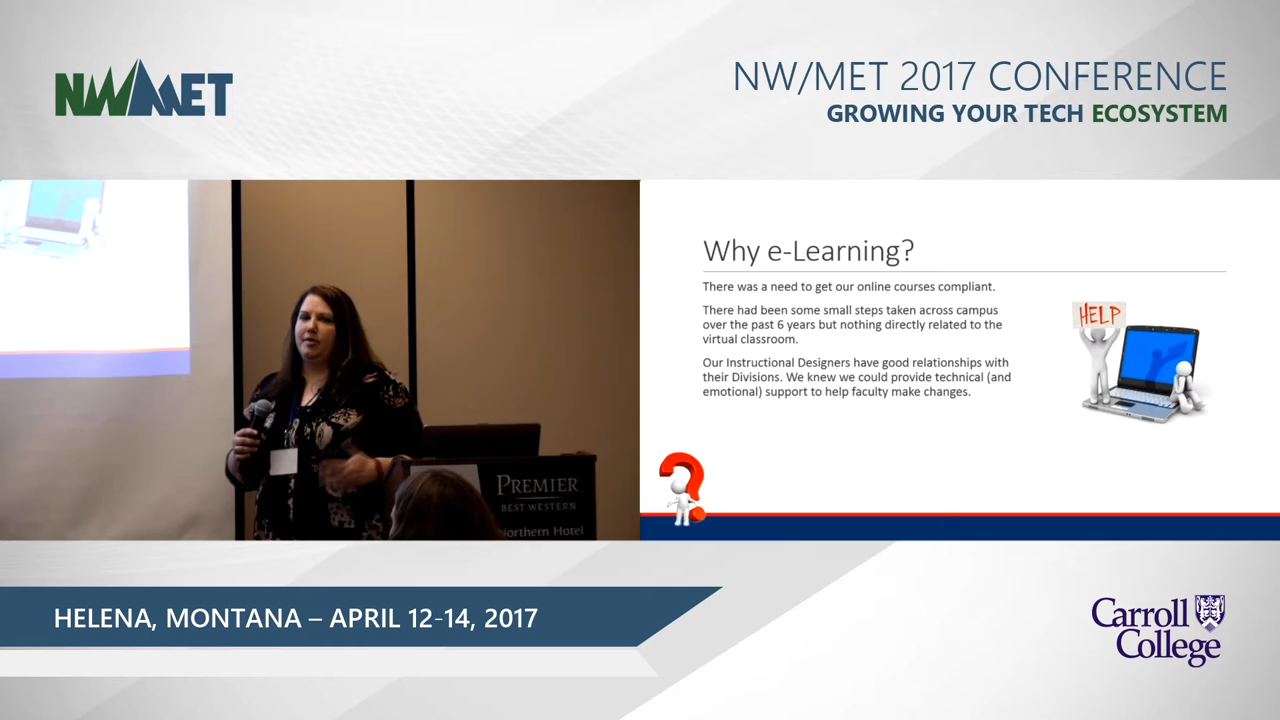 NWMET
NW/MET 2017 CONFERENCE
GROWING YOUR TECH ECOSYSTEM
Why e-Learning?
There was a need to get our online courses compliant.
There had been some small steps taken across campus
over the past 6 years but nothing directly related to the
virtual classroom.
Our Instructional Designers have good relationships with
their Divisions. We knew we could provide technical (and
emotional) support to help faculty make changes.
HELP
PREMIER
BEST WESTERN
Northern Hotel
HELENA, MONTANA – APRIL 12-14, 2017
Carroll
College